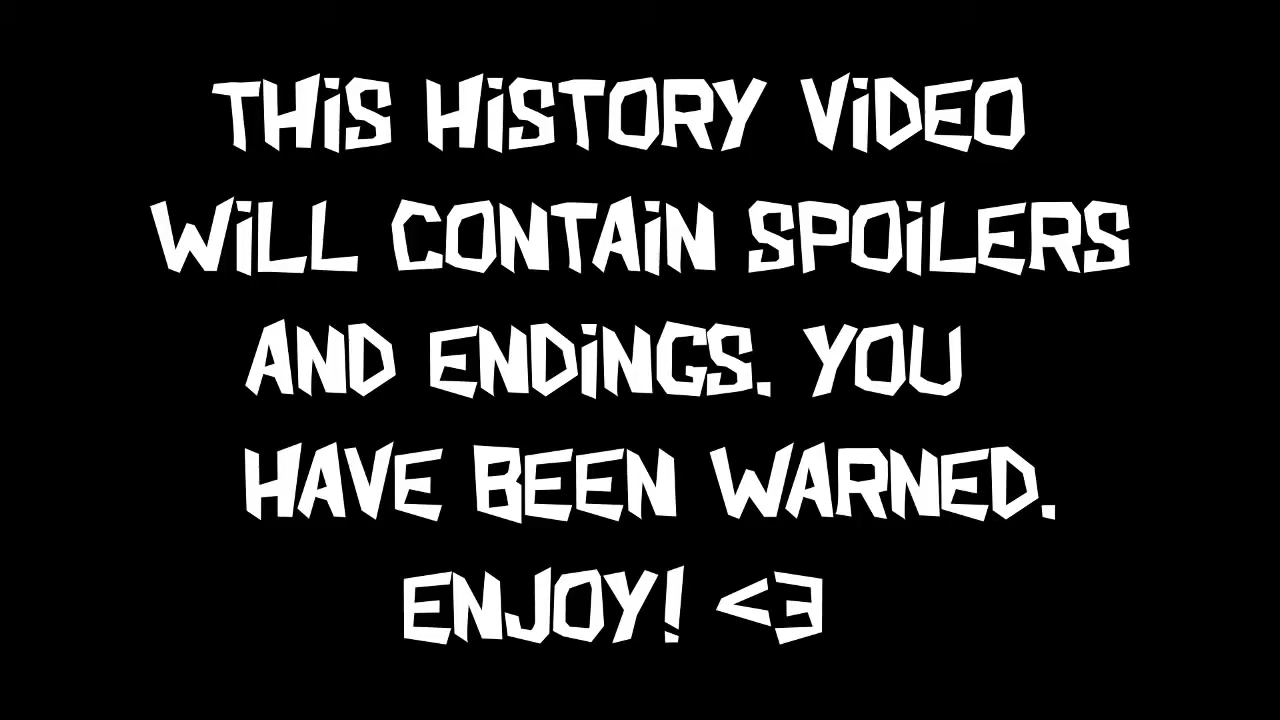 THiS HiSTORY ViDEO
WiLL CONTAiN SPOiLERS
AND ENDiNGS. YOU
HAVE BEEN WARNED.
ENJOY! <3